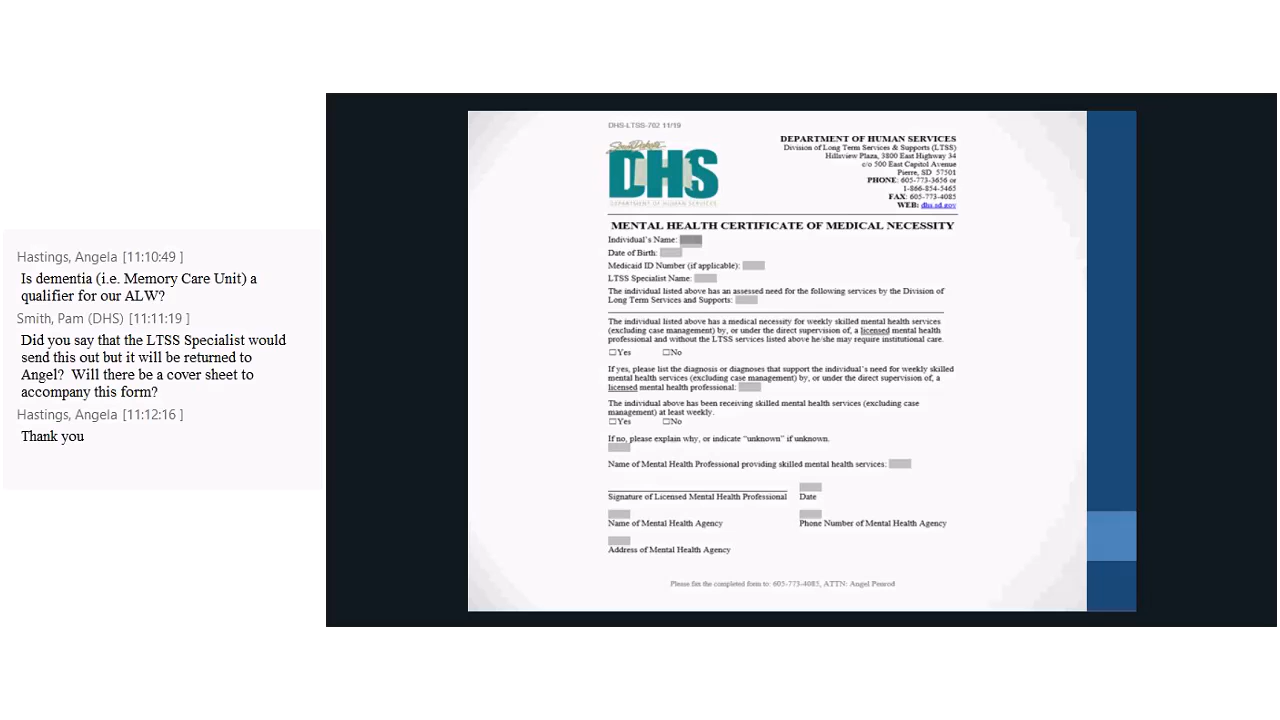 Hastings, Angela [11:10:49 ]
Is dementia (i.e. Memory Care Unit) a
qualifier for our ALW?
Smith, Pam (DHS) [11:11:19 ]
Did you say that the LTSS Specialist would
send this out but it will be returned to
Angel?  Will there be a cover sheet to
accompany this form?
Hastings, Angela [11:12:16 ]
Thank you
DHS-LTSS-702 11/19
South Dakota
DHS
DEPARTMENT OF HUMAN SERVICES
DEPARTMENT OF HUMAN SERVICES
Division of Long Term Services & Supports (LTSS)
Hillsview Plaza, 3800 East Highway 34
c/o 500 East Capitol Avenue
Pierre, SD  57501
PHONE: 605-773-3656 or
1-866-854-5465
FAX: 605-773-4085
WEB: dhs.sd.gov
MENTAL HEALTH CERTIFICATE OF MEDICAL NECESSITY
Individual's Name:
Date of Birth:
Medicaid ID Number (if applicable):
LTSS Specialist Name:
The individual listed above has an assessed need for the following services by the Division of
Long Term Services and Supports:
The individual listed above has a medical necessity for weekly skilled mental health services
(excluding case management) by, or under the direct supervision of, a licensed mental health
professional and without the LTSS services listed above he/she may require institutional care.
☐Yes ☐No
If yes, please list the diagnosis or diagnoses that support the individual's need for weekly skilled
mental health services (excluding case management) by, or under the direct supervision of, a
licensed mental health professional:
The individual above has been receiving skilled mental health services (excluding case
management) at least weekly.
☐Yes ☐No
If no, please explain why, or indicate “unknown” if unknown.
Name of Mental Health Professional providing skilled mental health services:
Signature of Licensed Mental Health Professional Date
Name of Mental Health Agency Phone Number of Mental Health Agency
Address of Mental Health Agency
Please fax the completed form to: 605-773-4085, ATTN: Angel Penrod